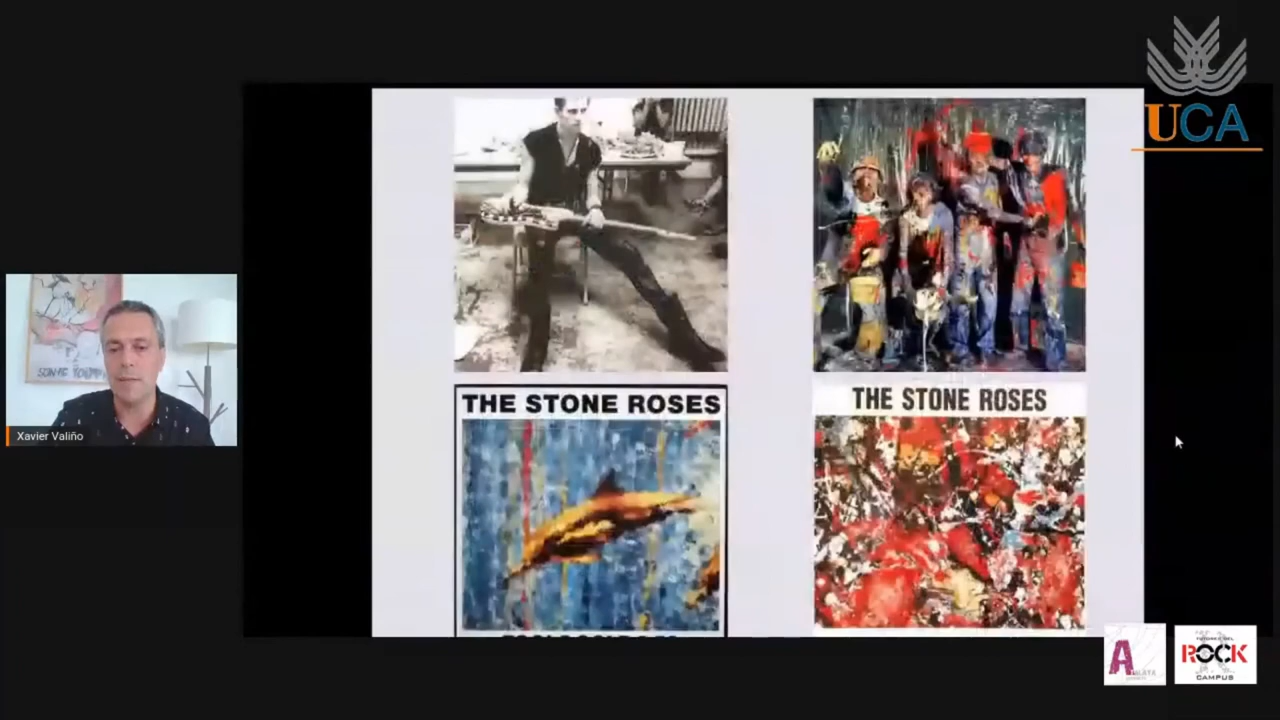 UCA
Xavier Valiño
THE STONE ROSES
THE STONE ROSES
ROCK
CAMPUS